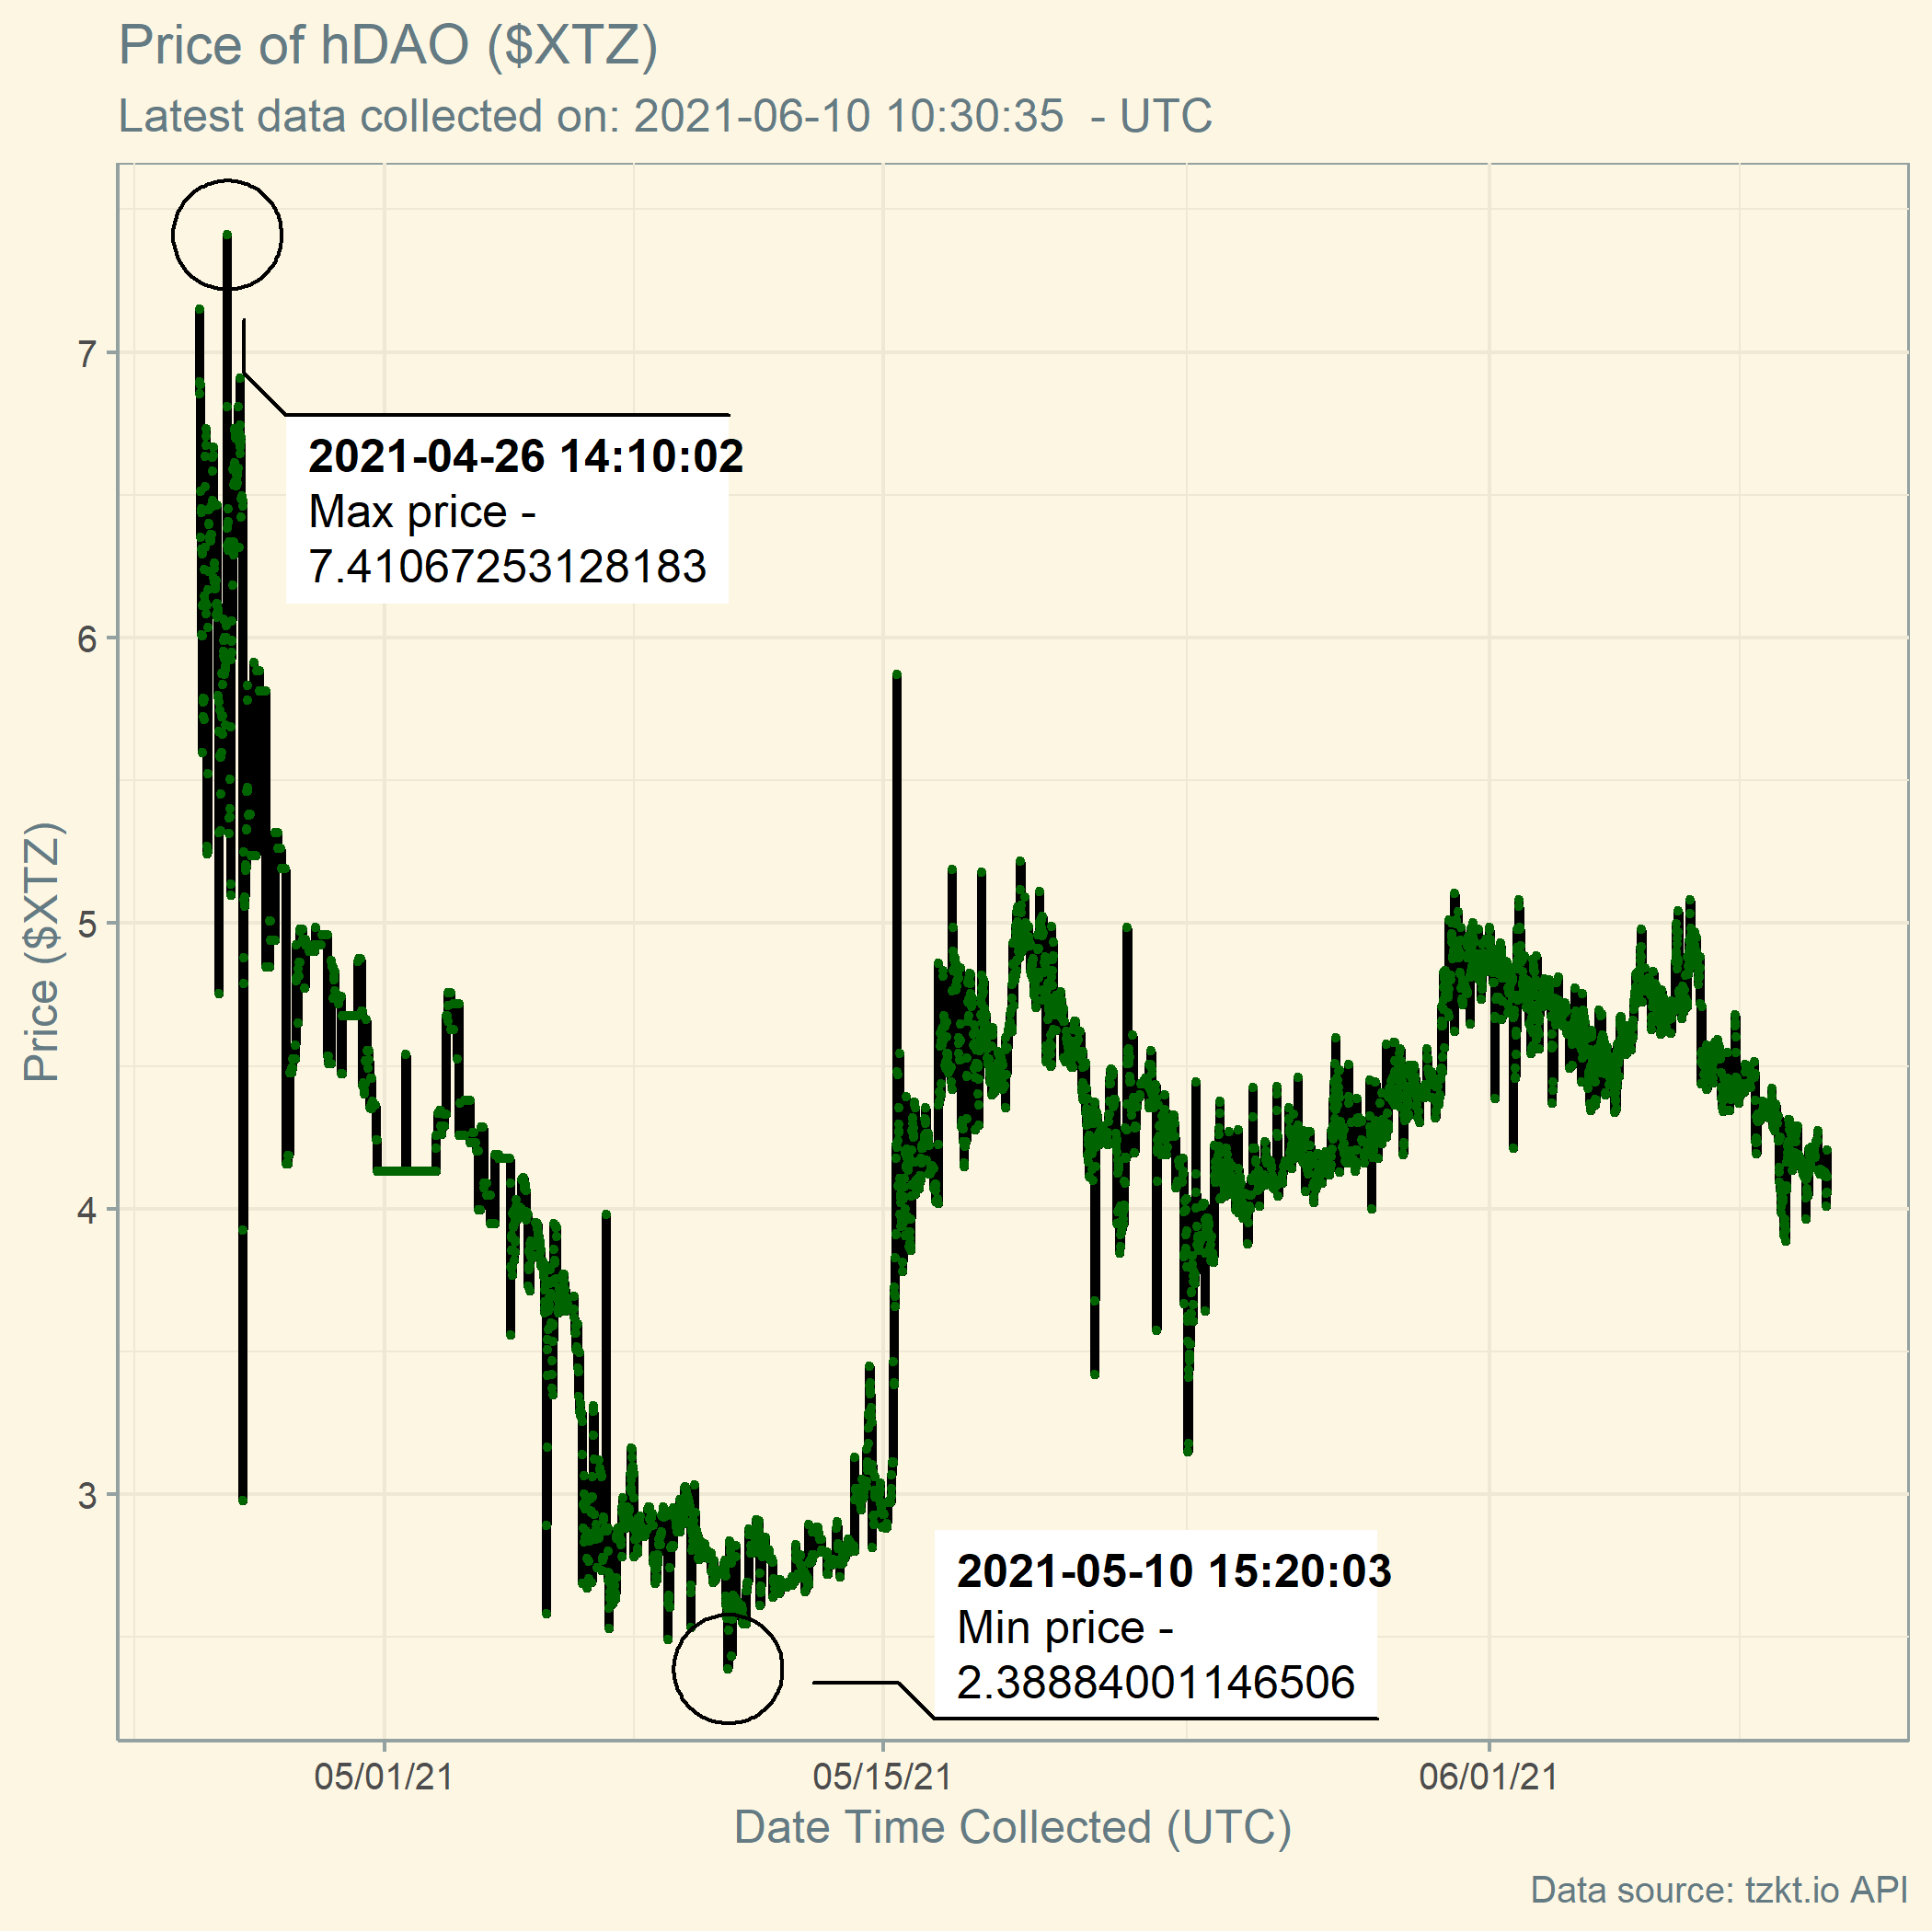 Price of hDAO ($XTZ)
Latest data collected on: 2021-06-10 10:30:35  - UTC
7
6
5
4
3
Price ($XTZ)
2021-04-26 14:10:02
Max price -
7.41067253128183
2021-05-10 15:20:03
Min price -
2.38884001146506
05/01/21
05/15/21
06/01/21
Date Time Collected (UTC)
Data source: tzkt.io API